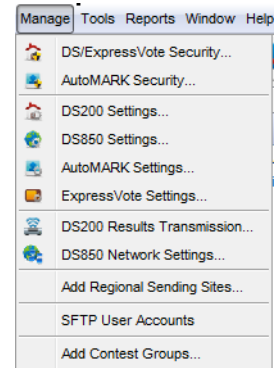 Manage Tools Reports Window Help
DS/ExpressVote Security...
AutoMARK Security...
DS200 Settings...
DS850 Settings...
AutoMARK Settings...
ExpressVote Settings...
DS200 Results Transmission...
DS850 Network Settings...
Add Regional Sending Sites...
SFTP User Accounts
Add Contest Groups...